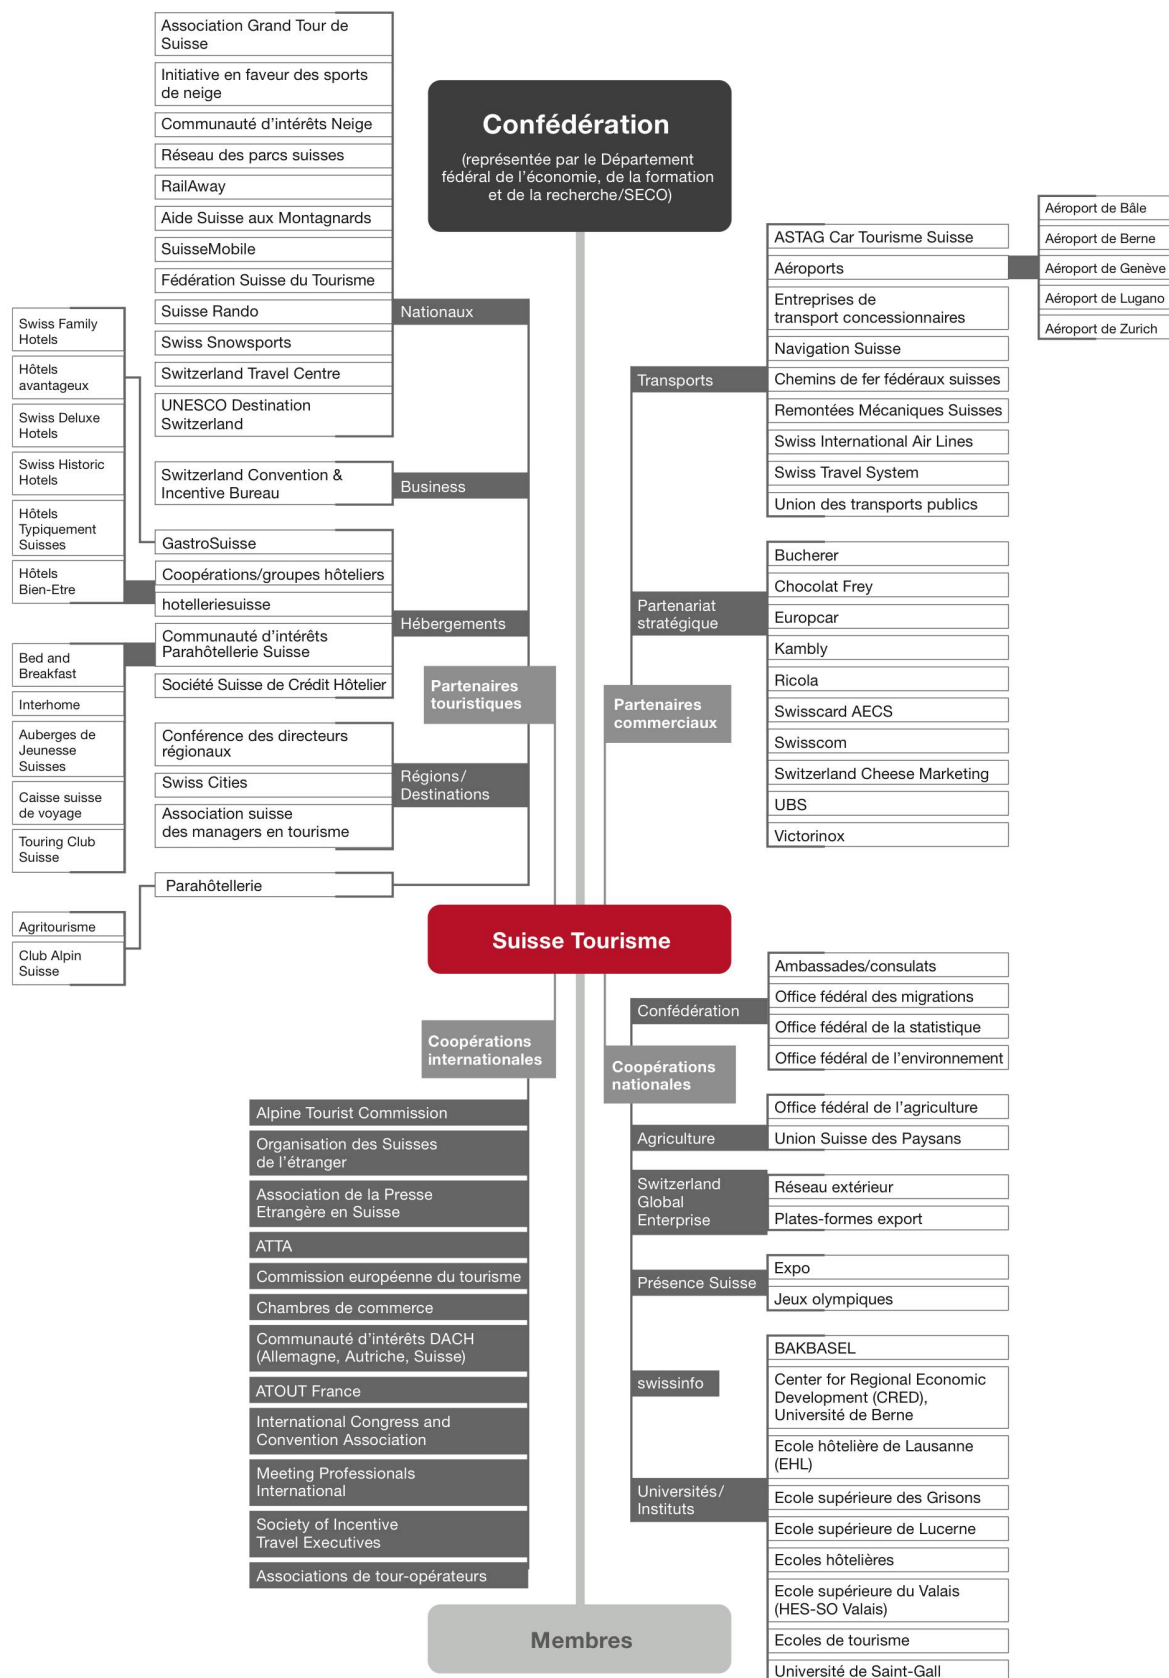 Association Grand Tour de
Suisse
Initiative en faveur des sports
de neige
Communauté d'intérêts Neige
Réseau des parcs suisses
RailAway
Aide Suisse aux Montagnards
SuisseMobile
Fédération Suisse du Tourisme
Suisse Rando
Swiss Snowsports
Switzerland Travel Centre
UNESCO Destination
Switzerland
Nationaux
Switzerland Convention &
Incentive Bureau
Business
Swiss Family
Hotels
Hôtels
avantageux
Swiss Deluxe
Hotels
Swiss Historic
Hotels
Hôtels
Typiquement
Suisses
Hôtels
Bien-Etre
GastroSuisse
Coopérations/groupes hôteliers
hotelleriesuisse
Communauté d'intérêts
Parahôtellerie Suisse
Société Suisse de Crédit Hôtelier
Hébergements
Bed and
Breakfast
Interhome
Auberges de
Jeunesse
Suisses
Caisse suisse
de voyage
Touring Club
Suisse
Conférence des directeurs
régionaux
Swiss Cities
Association suisse
des managers en tourisme
Régions/
Destinations
Parahôtellerie
Agritourisme
Club Alpin
Suisse
Partenaires
touristiques
Confédération
(représentée par le Département
fédéral de l'économie, de la formation
et de la recherche/SECO)
ASTAG Car Tourisme Suisse
Aéroports
Entreprises de
transport concessionnaires
Navigation Suisse
Chemins de fer fédéraux suisses
Remontées Mécaniques Suisses
Swiss International Air Lines
Swiss Travel System
Union des transports publics
Transports
Aéroport de Bâle
Aéroport de Berne
Aéroport de Genève
Aéroport de Lugano
Aéroport de Zurich
Bucherer
Chocolat Frey
Europcar
Kambly
Ricola
Swisscard AECS
Swisscom
Switzerland Cheese Marketing
UBS
Victorinox
Partenariat
stratégique
Partenaires
commerciaux
Suisse Tourisme
Coopérations
internationales
Alpine Tourist Commission
Organisation des Suisses
de l'étranger
Association de la Presse
Etrangère en Suisse
ATTA
Commission européenne du tourisme
Chambres de commerce
Communauté d'intérêts DACH
(Allemagne, Autriche, Suisse)
ATOUT France
International Congress and
Convention Association
Meeting Professionals
International
Society of Incentive
Travel Executives
Associations de tour-opérateurs
Coopérations
nationales
Confédération
Ambassades/consulats
Office fédéral des migrations
Office fédéral de la statistique
Office fédéral de l'environnement
Agriculture
Office fédéral de l'agriculture
Union Suisse des Paysans
Switzerland
Global
Enterprise
Réseau extérieur
Plates-formes export
Présence Suisse
Expo
Jeux olympiques
swissinfo
Universités/
Instituts
BAKBASEL
Center for Regional Economic
Development (CRED),
Université de Berne
Ecole hôtelière de Lausanne
(EHL)
Ecole supérieure des Grisons
Ecole supérieure de Lucerne
Ecoles hôtelières
Ecole supérieure du Valais
(HES-SO Valais)
Ecoles de tourisme
Université de Saint-Gall
Membres